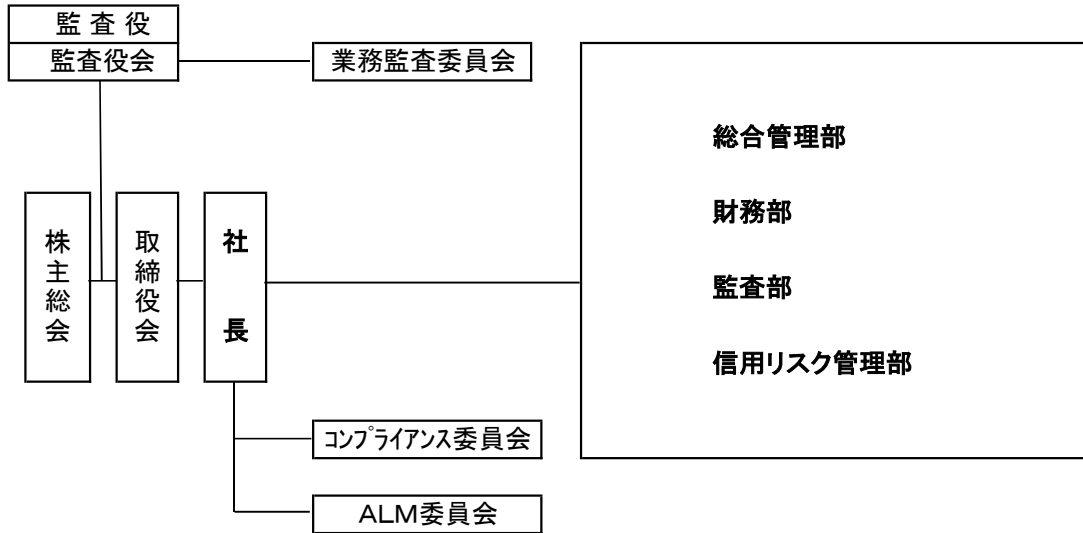 監 査 役
監査役会
業務監査委員会
総合管理部
財務部
監査部
信用リスク管理部
株主総会
取締役会
社長
コンプライアンス委員会
ALM委員会